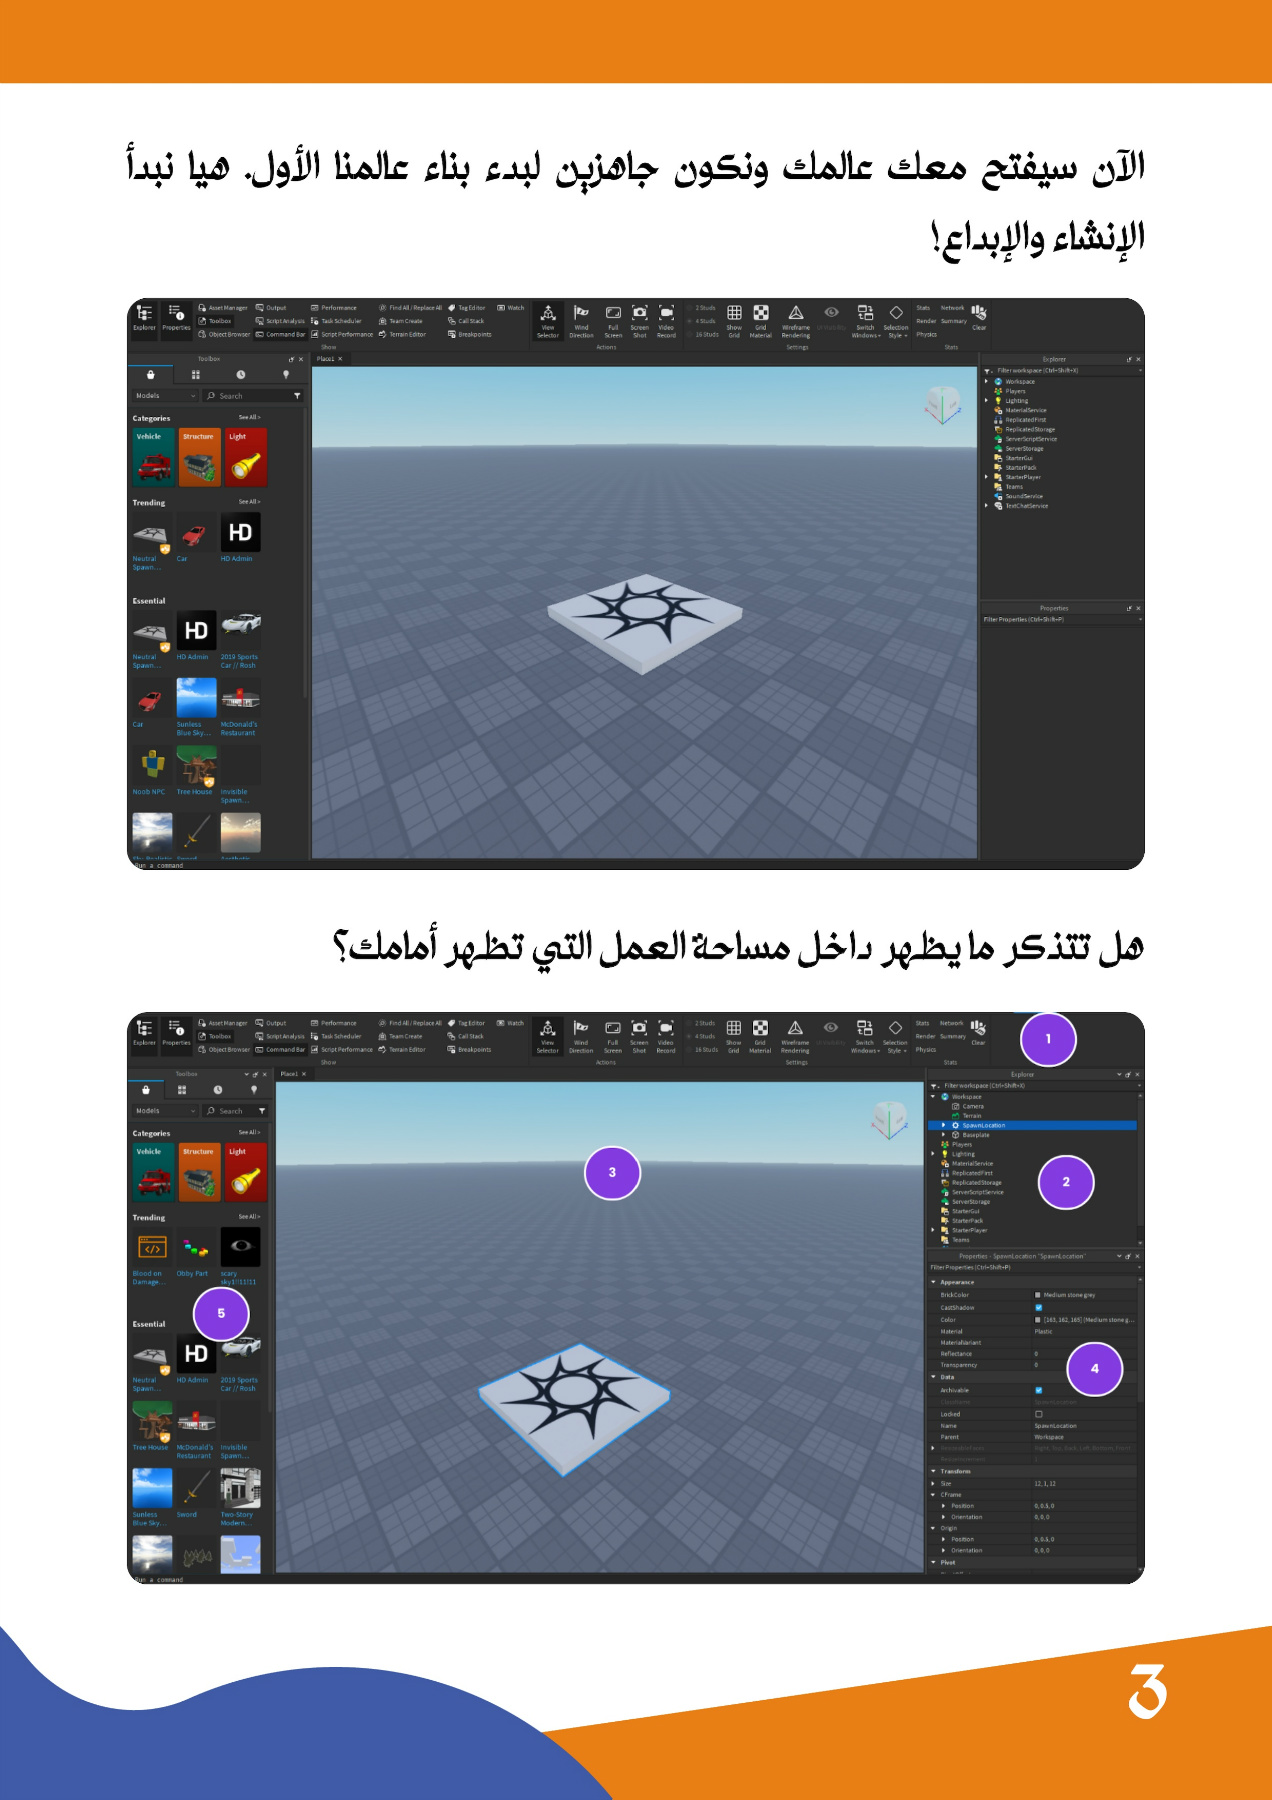 الآن سيفتح معك عالمك ونكون جاهزين لبدء بناء عالمنا الأول. هيا نبدأ
الإنشاء والإبداع!
Explorer Properties
Asset Manager Output Performance Find All / Replace All Tag Editor Watch
Toolbox Script Analysis Task Scheduler Team Create Call Stack
Object Browser Command Bar Script Performance Terrain Editor Breakpoints
Show
View Selector Wind Direction Full Screen Screen Shot Video Record
Actions
2 Studs
4 Studs
16 Studs
Show Grid Grid Material Wireframe Rendering Switch Windows Selection Style
Settings
Stats Network
Render Summary Clear
Physics
Stats
Toolbox
Place1
Models Search
Categories See All >
Vehicle Structure Light
Trending See All >
Neutral Spawn... Car HD Admin
Essential
Neutral Spawn... HD Admin 2019 Sports Car // Rosh
Car Sunless Blue Sky... McDonald's Restaurant
Noob NPC Tree House Invisible Spawn...
Run a command
Explorer
Filter workspace (Ctrl+Shift+X)
Workspace
Players
Lighting
MaterialService
ReplicatedFirst
ReplicatedStorage
ServerScriptService
ServerStorage
StarterGui
StarterPack
StarterPlayer
Teams
SoundService
TextChatService
Properties
Filter Properties (Ctrl+Shift+P)
هل تتذكر ما يظهر داخل مساحة العمل التي تظهر أمامك؟
Explorer Properties
Asset Manager Output Performance Find All / Replace All Tag Editor Watch
Toolbox Script Analysis Task Scheduler Team Create Call Stack
Object Browser Command Bar Script Performance Terrain Editor Breakpoints
Show
View Selector Wind Direction Full Screen Screen Shot Video Record
Actions
2 Studs
4 Studs
16 Studs
Show Grid Grid Material Wireframe Rendering Switch Windows Selection Style
Settings
Stats Network
Render Summary Clear
Physics
Stats
1
Toolbox
Place1
Models Search
Categories See All >
Vehicle Structure Light
Trending See All >
Blood on Damage... Obby Part scary sky1!!11!11
5
Essential
Neutral Spawn... HD Admin 2019 Sports Car // Rosh
Tree House McDonald's Restaurant Invisible Spawn...
Sunless Blue Sky... Sword Two-Story Modern...
Run a command
3
Explorer
Filter workspace (Ctrl+Shift+X)
Workspace
Camera
Terrain
SpawnLocation
Baseplate
Players
Lighting
MaterialService
ReplicatedFirst
ReplicatedStorage
ServerScriptService
ServerStorage
StarterGui
StarterPack
StarterPlayer
Teams
2
Properties - SpawnLocation "SpawnLocation"
Filter Properties (Ctrl+Shift+P)
Appearance
BrickColor Medium stone grey
CastShadow
Color [163, 162, 165] (Medium stone g...
Material Plastic
MaterialVariant
Reflectance 0
Transparency 0
4
Data
Archivable
ClassName SpawnLocation
Locked
Name SpawnLocation
Parent Workspace
Transform
Size 12, 1, 12
CFrame
Position 0, 0.5, 0
Orientation 0, 0, 0
Origin
Position 0, 0.5, 0
Orientation 0, 0, 0
Pivot
3